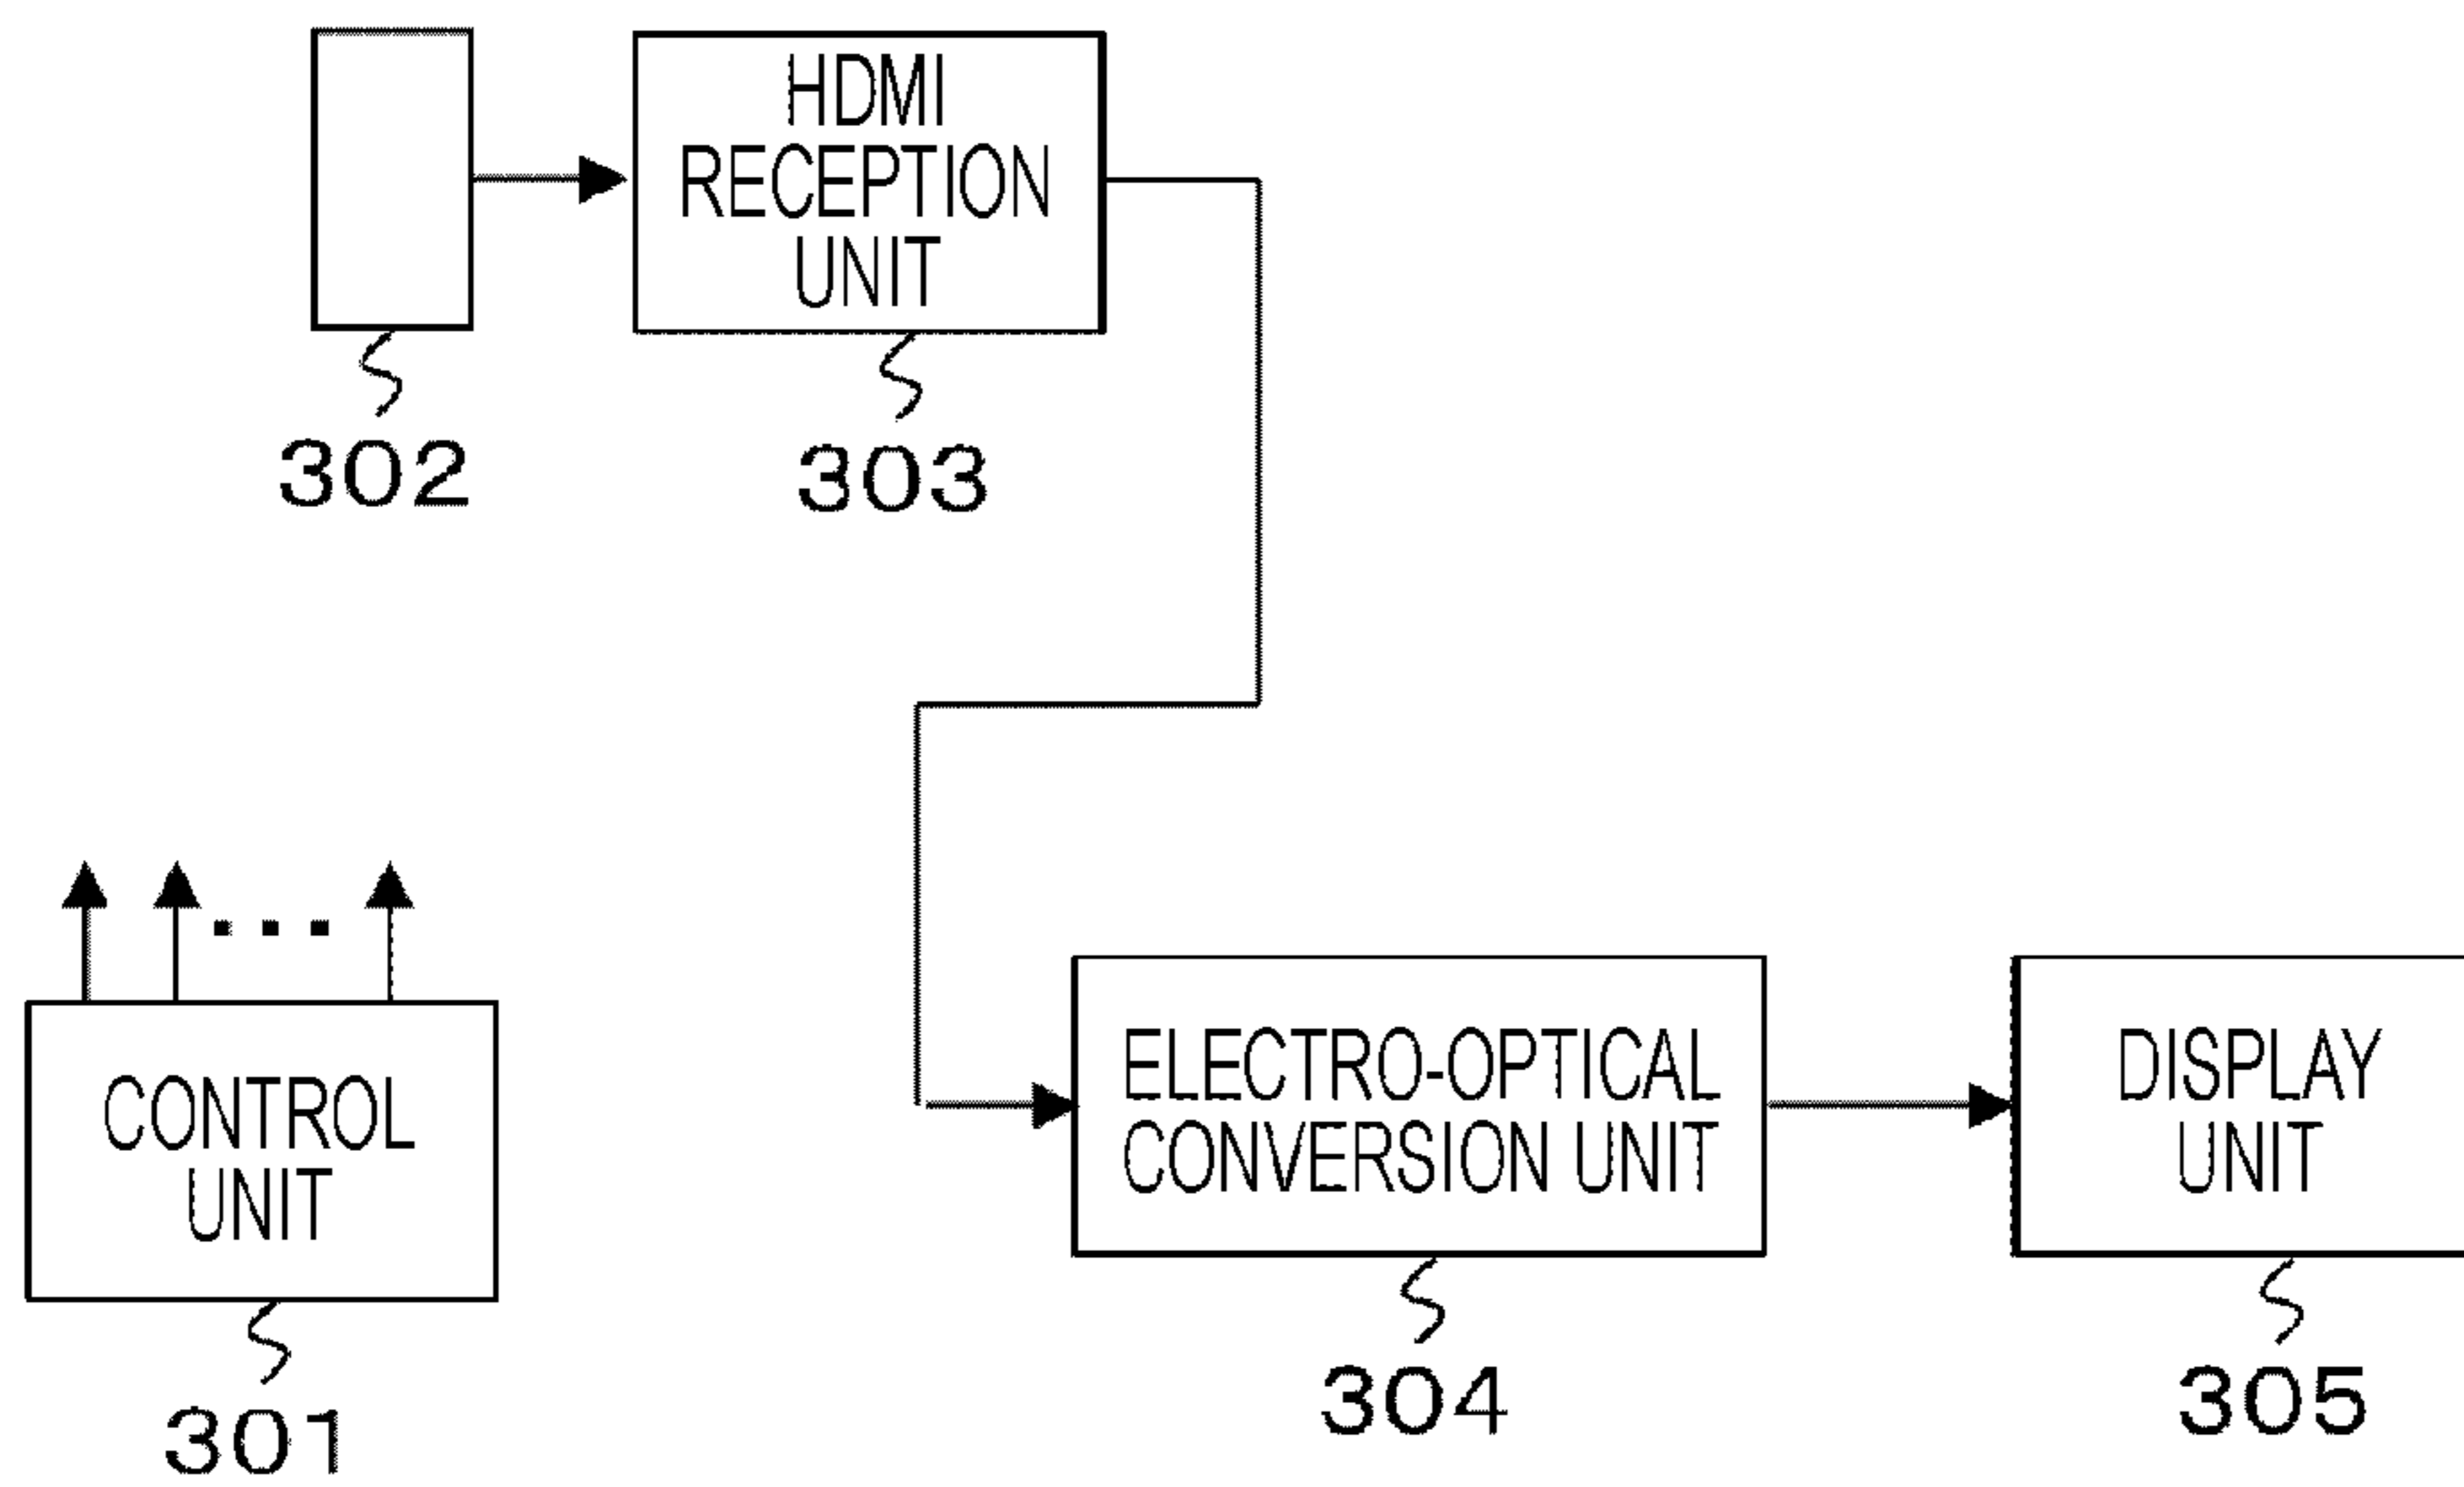 HDMI
RECEPTION
UNIT
302
303
CONTROL
UNIT
301
ELECTRO-OPTICAL
CONVERSION UNIT
304
DISPLAY
UNIT
305